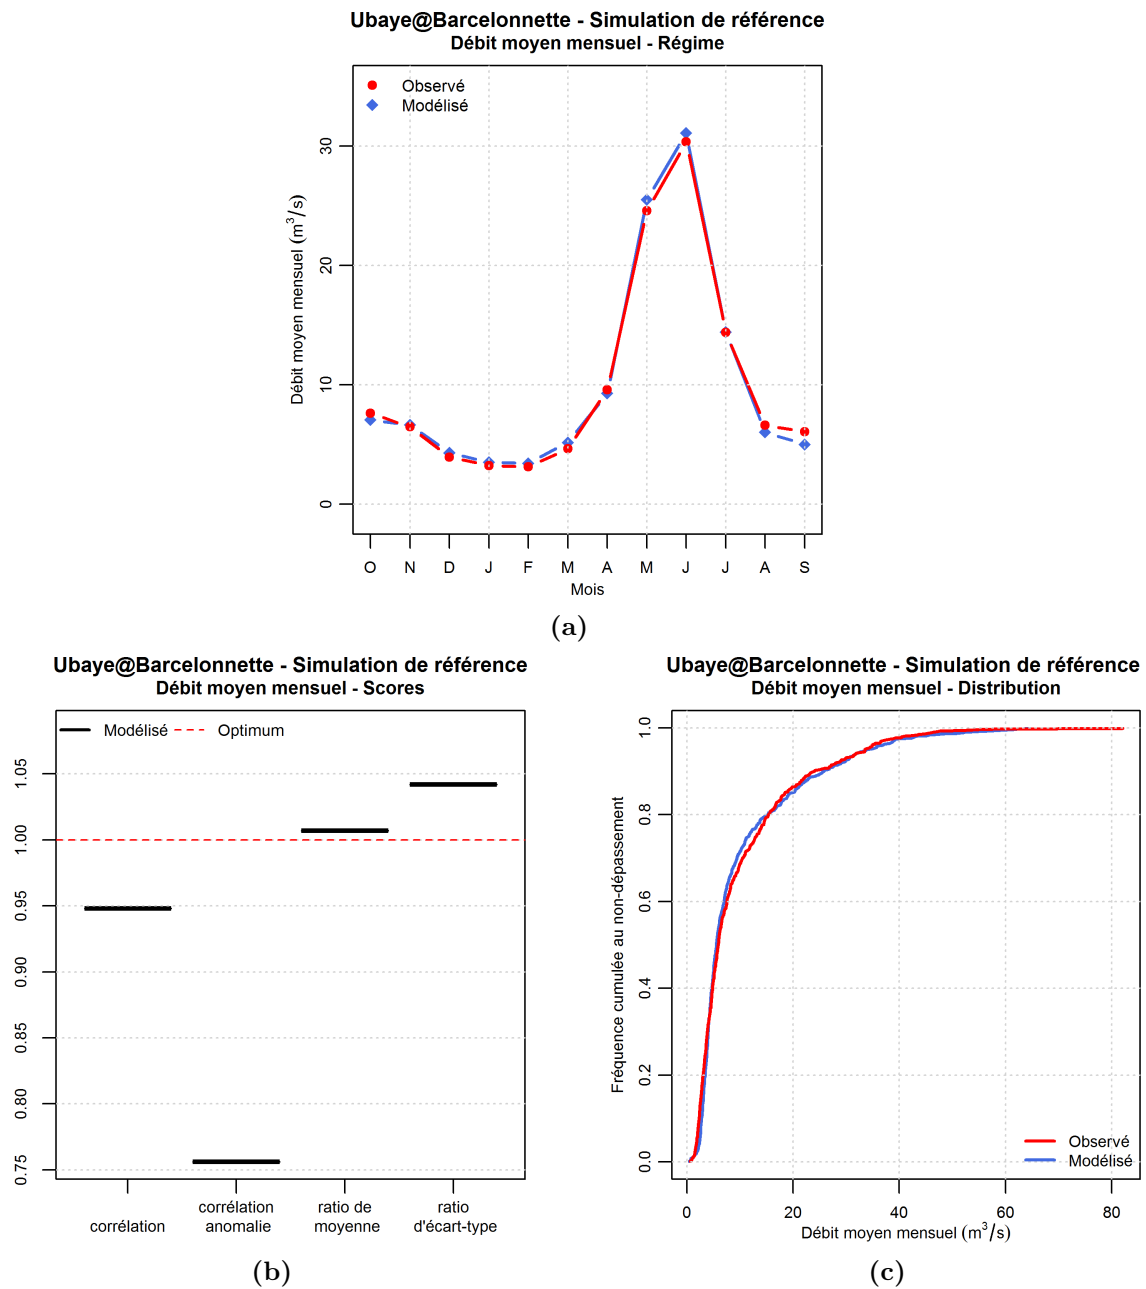 Ubaye@Barcelonnette - Simulation de référence
Débit moyen mensuel - Régime
Observé
Modélisé
Débit moyen mensuel (m³/s)
30
20
10
0
O N D J F M A M J J A S
Mois
(a)
Ubaye@Barcelonnette - Simulation de référence
Débit moyen mensuel - Scores
Modélisé
Optimum
1.05
1.00
0.95
0.90
0.85
0.80
0.75
corrélation
corrélation
anomalie
ratio de
moyenne
ratio
d'écart-type
(b)
Ubaye@Barcelonnette - Simulation de référence
Débit moyen mensuel - Distribution
Fréquence cumulée au non-dépassement
1.0
0.8
0.6
0.4
0.2
0.0
Observé
Modélisé
0 20 40 60 80
Débit moyen mensuel (m³/s)
(c)